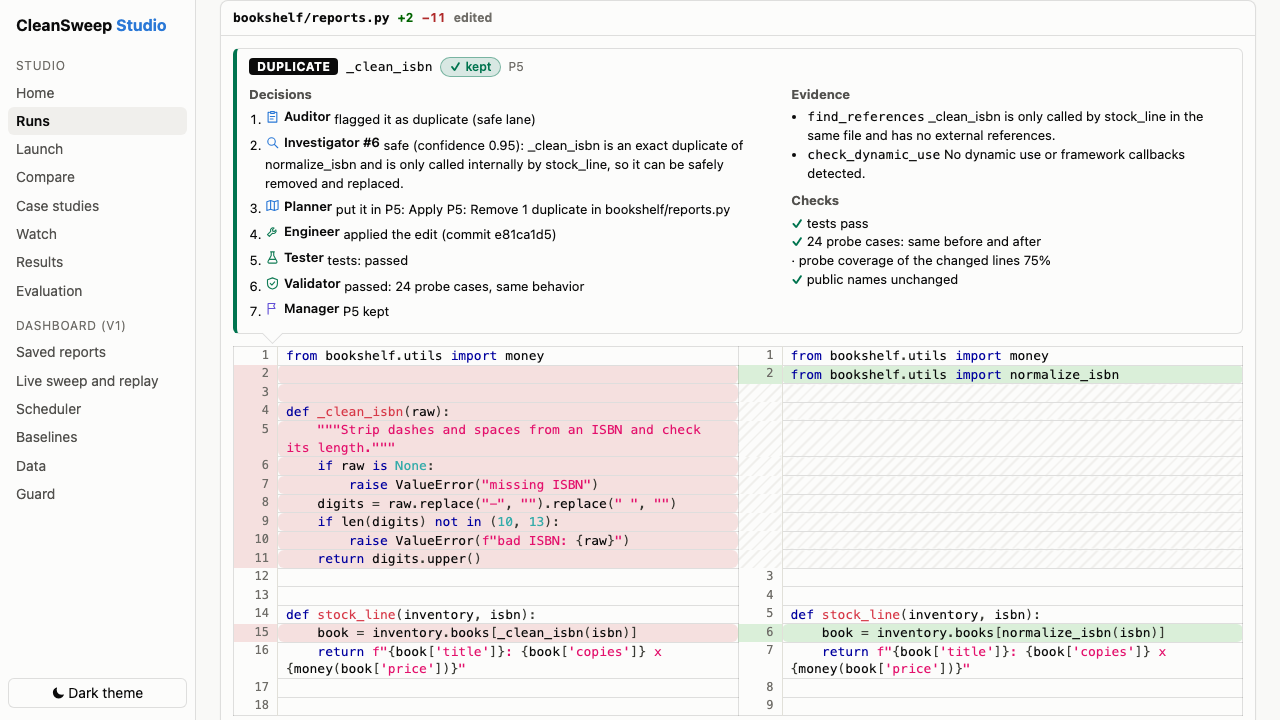 CleanSweep Studio
STUDIO
Home
Runs
Launch
Compare
Case studies
Watch
Results
Evaluation
DASHBOARD (V1)
Saved reports
Live sweep and replay
Scheduler
Baselines
Data
Guard
Dark theme
bookshelf/reports.py +2 −11 edited
DUPLICATE _clean_isbn ✓ kept P5
Decisions
1. Auditor flagged it as duplicate (safe lane)
2. Investigator #6 safe (confidence 0.95): _clean_isbn is an exact duplicate of
normalize_isbn and is only called internally by stock_line, so it can be safely
removed and replaced.
3. Planner put it in P5: Apply P5: Remove 1 duplicate in bookshelf/reports.py
4. Engineer applied the edit (commit e81ca1d5)
5. Tester tests: passed
6. Validator passed: 24 probe cases, same behavior
7. Manager P5 kept
Evidence
• find_references _clean_isbn is only called by stock_line in the
same file and has no external references.
• check_dynamic_use No dynamic use or framework callbacks
detected.
Checks
✓ tests pass
✓ 24 probe cases: same before and after
· probe coverage of the changed lines 75%
✓ public names unchanged
1 from bookshelf.utils import money
2
3
4 def _clean_isbn(raw):
5     """Strip dashes and spaces from an ISBN and check
its length."""
6     if raw is None:
7         raise ValueError("missing ISBN")
8     digits = raw.replace("-", "").replace(" ", "")
9     if len(digits) not in (10, 13):
10         raise ValueError(f"bad ISBN: {raw}")
11     return digits.upper()
12
13
14 def stock_line(inventory, isbn):
15     book = inventory.books[_clean_isbn(isbn)]
16     return f"{book['title']}: {book['copies']} x
{money(book['price'])}"
17
18
1 from bookshelf.utils import money
2 from bookshelf.utils import normalize_isbn
3
4
5 def stock_line(inventory, isbn):
6     book = inventory.books[normalize_isbn(isbn)]
7     return f"{book['title']}: {book['copies']} x
{money(book['price'])}"
8
9